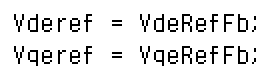 Vderef = VdeRefFb;
Vqeref = VqeRefFb;